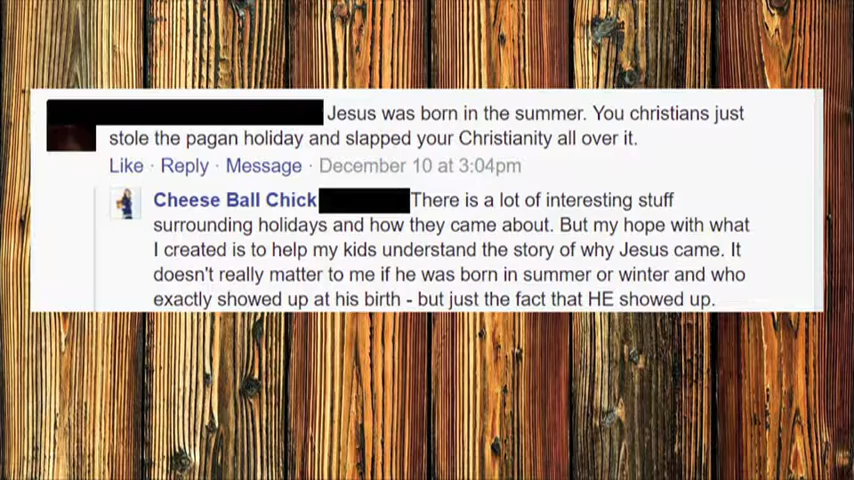 Jesus was born in the summer. You christians just
stole the pagan holiday and slapped your Christianity all over it.
Like · Reply · Message · December 10 at 3:04pm
Cheese Ball Chick There is a lot of interesting stuff
surrounding holidays and how they came about. But my hope with what
I created is to help my kids understand the story of why Jesus came. It
doesn't really matter to me if he was born in summer or winter and who
exactly showed up at his birth - but just the fact that HE showed up.